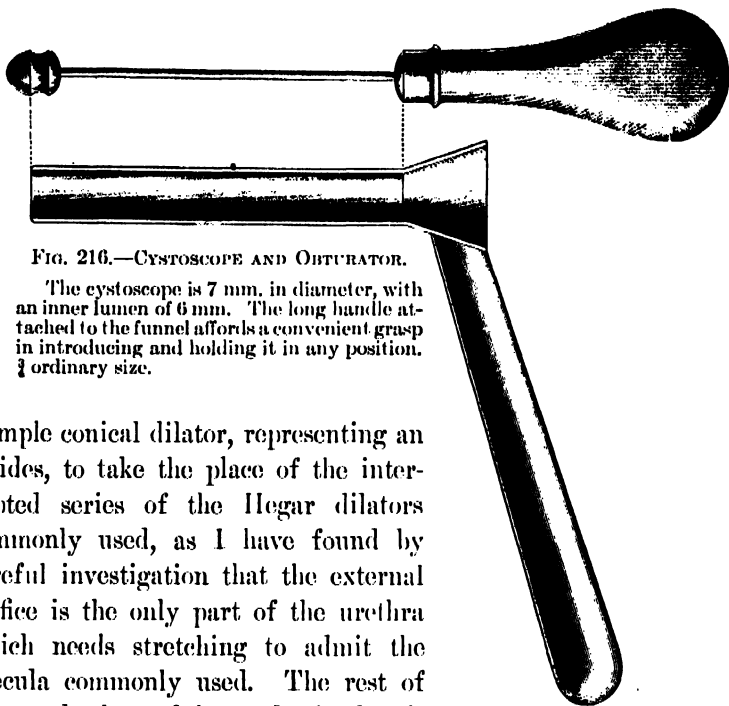 FIG. 216.—CYSTOSCOPE AND OBTURATOR.
The cystoscope is 7 mm. in diameter, with
an inner lumen of 6 mm. The long handle at-
tached to the funnel affords a convenient grasp
in introducing and holding it in any position.
¾ ordinary size.
mple conical dilator, representing an
ides, to take the place of the inter-
pted series of the Hegar dilators
mmonly used, as I have found by
reful investigation that the external
fice is the only part of the urethra
ich needs stretching to admit the
ecula commonly used. The rest of